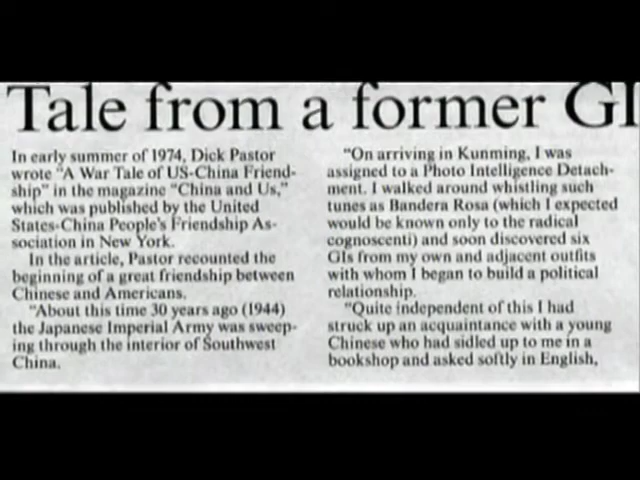 Tale from a former GI
In early summer of 1974, Dick Pastor
wrote "A War Tale of US-China Friend-
ship" in the magazine "China and Us,"
which was published by the United
States-China People's Friendship As-
sociation in New York.
In the article, Pastor recounted the
beginning of a great friendship between
Chinese and Americans.
"About this time 30 years ago (1944)
the Japanese Imperial Army was sweep-
ing through the interior of Southwest
China.
"On arriving in Kunming, I was
assigned to a Photo Intelligence Detach-
ment. I walked around whistling such
tunes as Bandera Rosa (which I expected
would be known only to the radical
cognoscenti) and soon discovered six
GIs from my own and adjacent outfits
with whom I began to build a political
relationship.
"Quite independent of this I had
struck up an acquaintance with a young
Chinese who had sidled up to me in a
bookshop and asked softly in English,